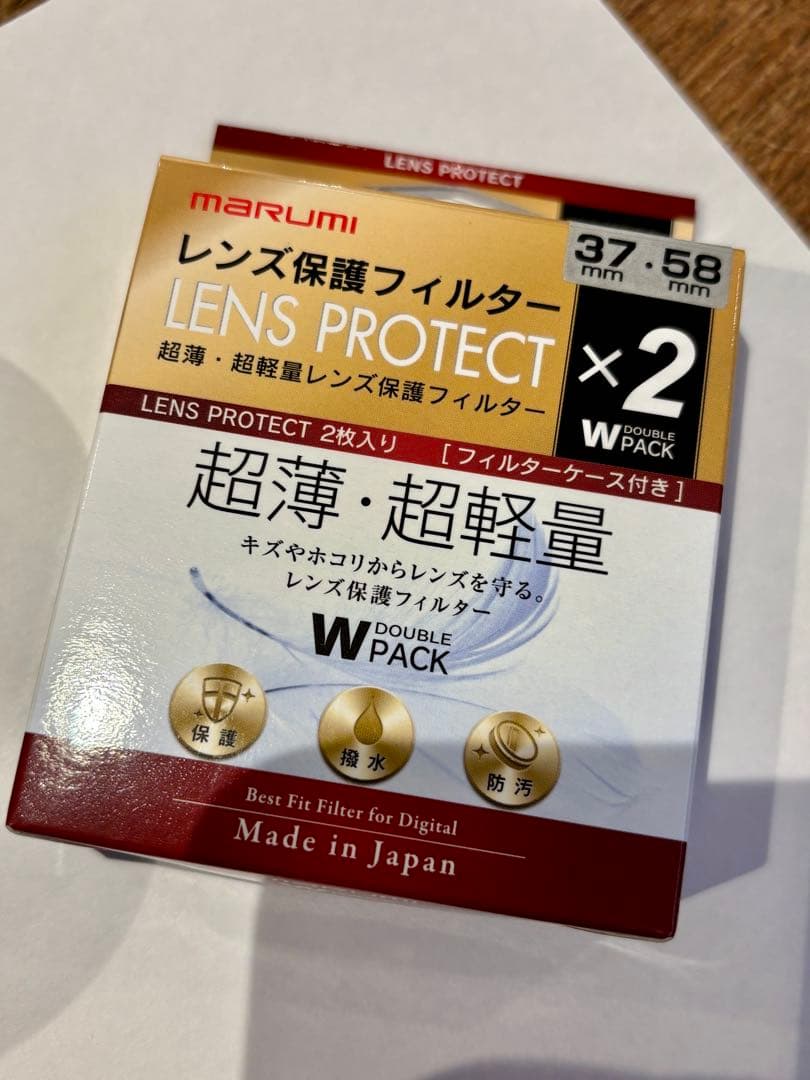 LENS PROTECT
marumi
37mm・58mm
レンズ保護フィルター
LENS PROTECT
×2
超薄・超軽量レンズ保護フィルター
W DOUBLE PACK
LENS PROTECT 2枚入り [フィルターケース付き]
超薄・超軽量
キズやホコリからレンズを守る。
レンズ保護フィルター
W DOUBLE PACK
保護
撥水
防汚
Best Fit Filter for Digital
Made in Japan